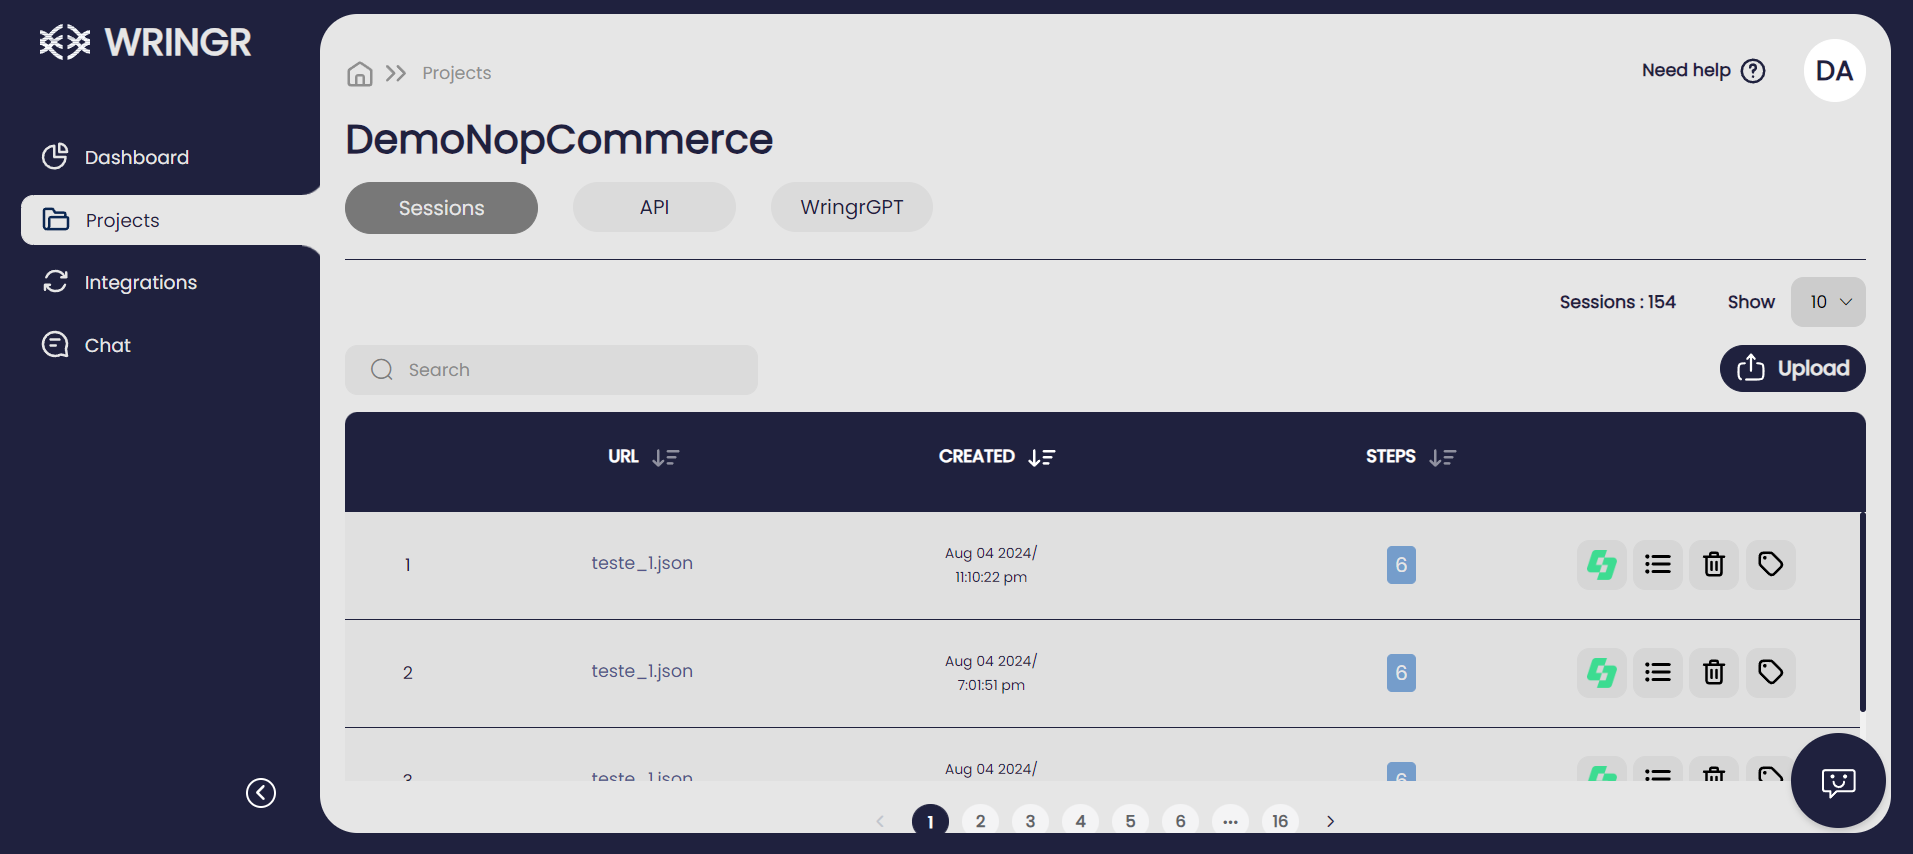 WRINGR
Dashboard
Projects
Integrations
Chat
Projects
Need help
DA
DemoNopCommerce
Sessions
API
WringrGPT
Sessions : 154
Show
10
Search
Upload
URL
CREATED
STEPS
1
teste_1.json
Aug 04 2024/
11:10:22 pm
6
2
teste_1.json
Aug 04 2024/
7:01:51 pm
6
3
teste_1.json
Aug 04 2024/
6
1
2
3
4
5
6
•••
16